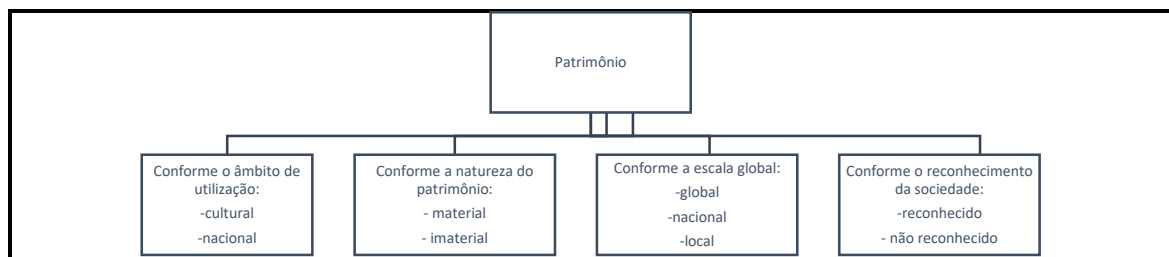 Patrimônio
Conforme o âmbito de
utilização:
-cultural
-nacional
Conforme a natureza do
patrimônio:
- material
- imaterial
Conforme a escala global:
-global
-nacional
-local
Conforme o reconhecimento
da sociedade:
-reconhecido
- não reconhecido